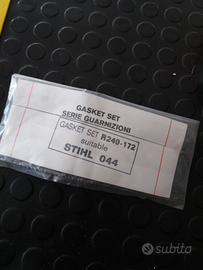 GASKET SET
SERIE GUARNIZIONI
GASKET SET R240-172
suitable
STIHL 044
subito